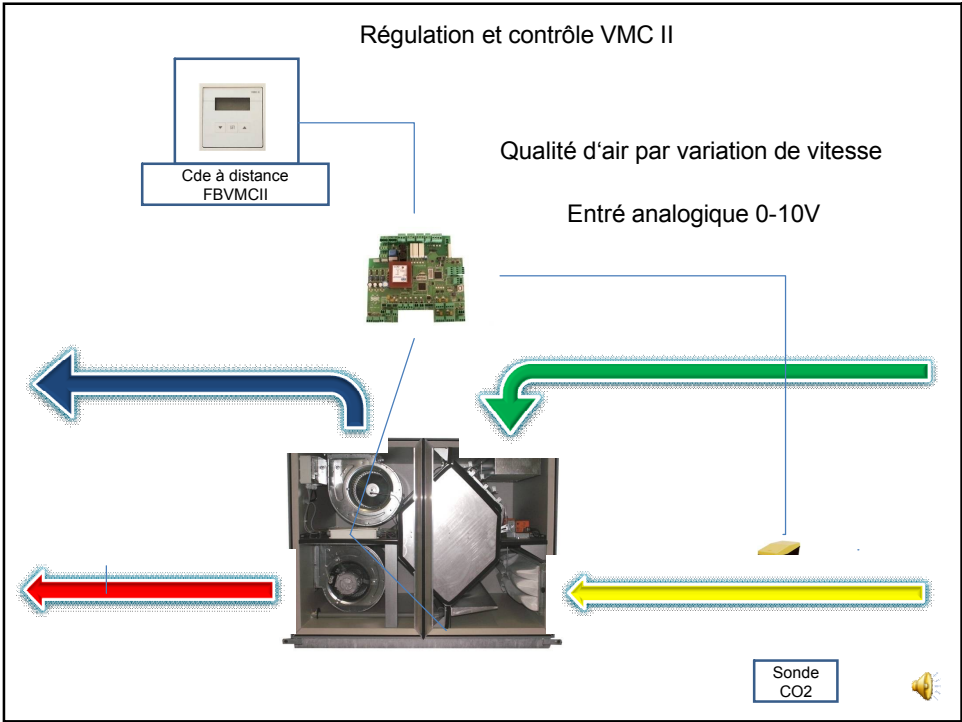 Régulation et contrôle VMC II
Cde à distance
FBVMCII
Qualité d‘air par variation de vitesse
Entré analogique 0-10V
Sonde
CO2